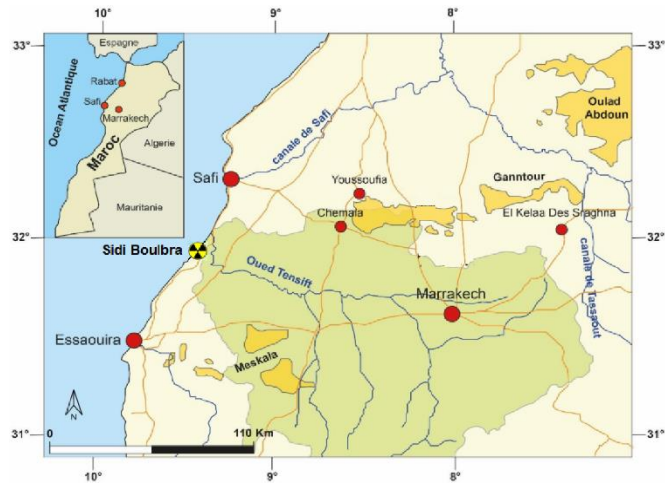 10°
9°
8°
33°
33°
Espagne
Ocean Atlantique
Rabat
Safi
Marrakech
Maroc
Algerie
Mauritanie
Oulad
Abdoun
canale de Safi
Safi
Youssoufia
Ganntour
Chemala
El Kelaa Des Sraghna
32°
32°
Sidi Boulbra
Oued Tensift
canala de Tassaout
Marrakech
Essaouira
Meskala
N
31°
31°
0
110 Km
10°
9°
8°